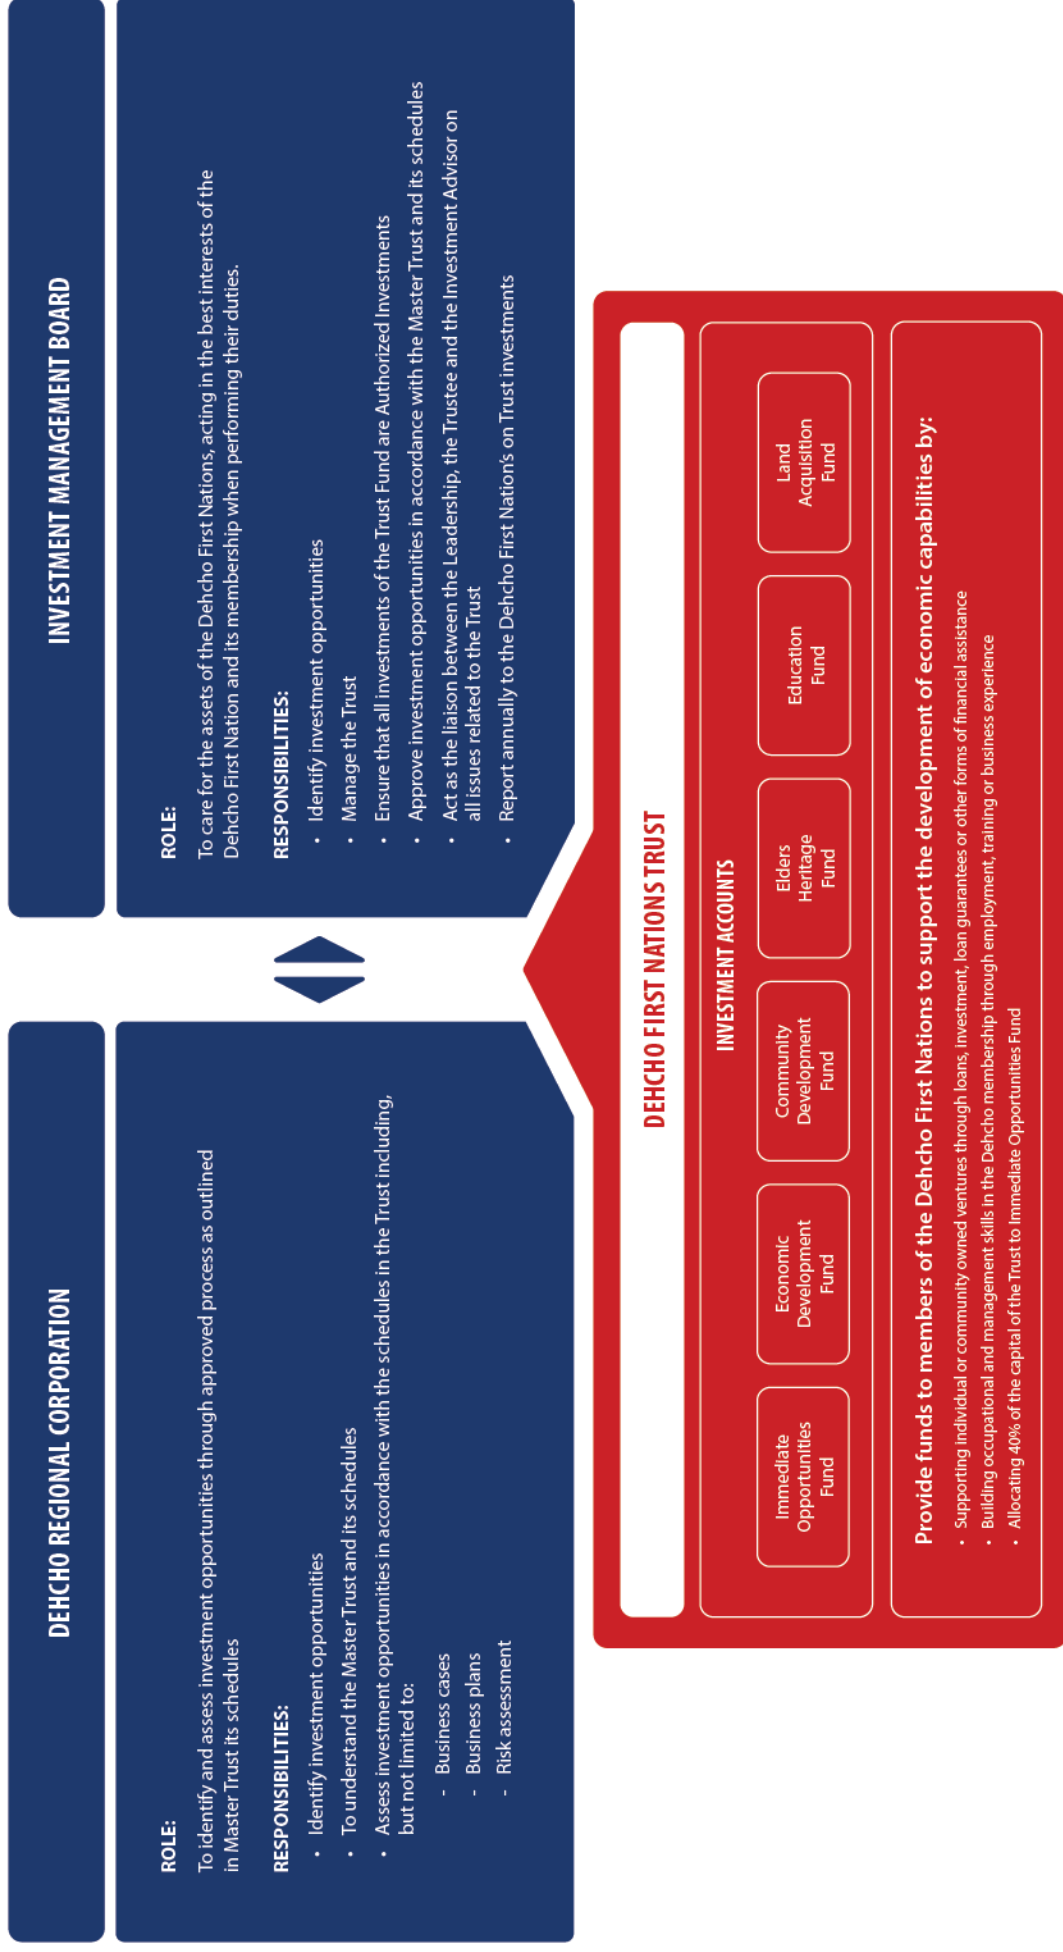 DEHCHO REGIONAL CORPORATION
ROLE:
To identify and assess investment opportunities through approved process as outlined
in Master Trust its schedules
RESPONSIBILITIES:
• Identify investment opportunities
• To understand the Master Trust and its schedules
• Assess investment opportunities in accordance with the schedules in the Trust including,
but not limited to:
- Business cases
- Business plans
- Risk assessment
INVESTMENT MANAGEMENT BOARD
ROLE:
To care for the assets of the Dehcho First Nations, acting in the best interests of the
Dehcho First Nation and its membership when performing their duties.
RESPONSIBILITIES:
• Identify investment opportunities
• Manage the Trust
• Ensure that all investments of the Trust Fund are Authorized Investments
• Approve investment opportunities in accordance with the Master Trust and its schedules
• Act as the liaison between the Leadership, the Trustee and the Investment Advisor on
all issues related to the Trust
• Report annually to the Dehcho First Nation's on Trust investments
DEHCHO FIRST NATIONS TRUST
INVESTMENT ACCOUNTS
Immediate
Opportunities
Fund
Economic
Development
Fund
Community
Development
Fund
Elders
Heritage
Fund
Education
Fund
Land
Acquisition
Fund
Provide funds to members of the Dehcho First Nations to support the development of economic capabilities by:
• Supporting individual or community owned ventures through loans, investment, loan guarantees or other forms of financial assistance
• Building occupational and management skills in the Dehcho membership through employment, training or business experience
• Allocating 40% of the capital of the Trust to Immediate Opportunities Fund